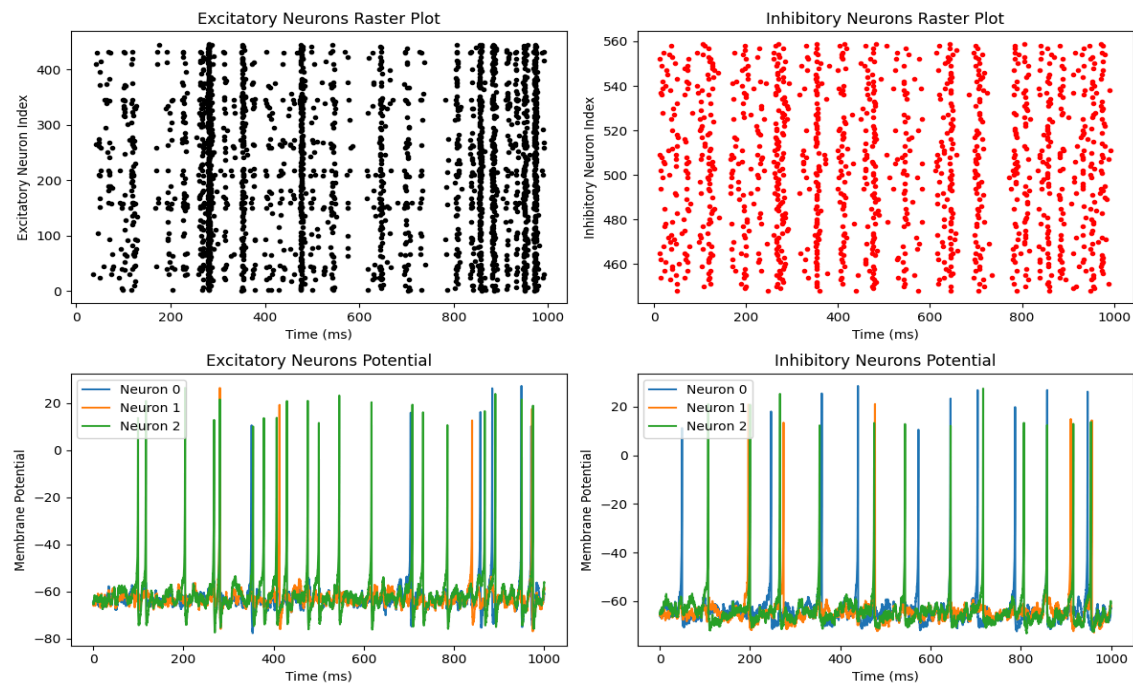 Excitatory Neurons Raster Plot
Excitatory Neuron Index
400
300
200
100
0
0 200 400 600 800 1000
Time (ms)
Inhibitory Neurons Raster Plot
Inhibitory Neuron Index
560
540
520
500
480
460
0 200 400 600 800 1000
Time (ms)
Excitatory Neurons Potential
Membrane Potential
20
0
−20
−40
−60
−80
Neuron 0
Neuron 1
Neuron 2
0 200 400 600 800 1000
Time (ms)
Inhibitory Neurons Potential
Membrane Potential
20
0
−20
−40
−60
Neuron 0
Neuron 1
Neuron 2
0 200 400 600 800 1000
Time (ms)